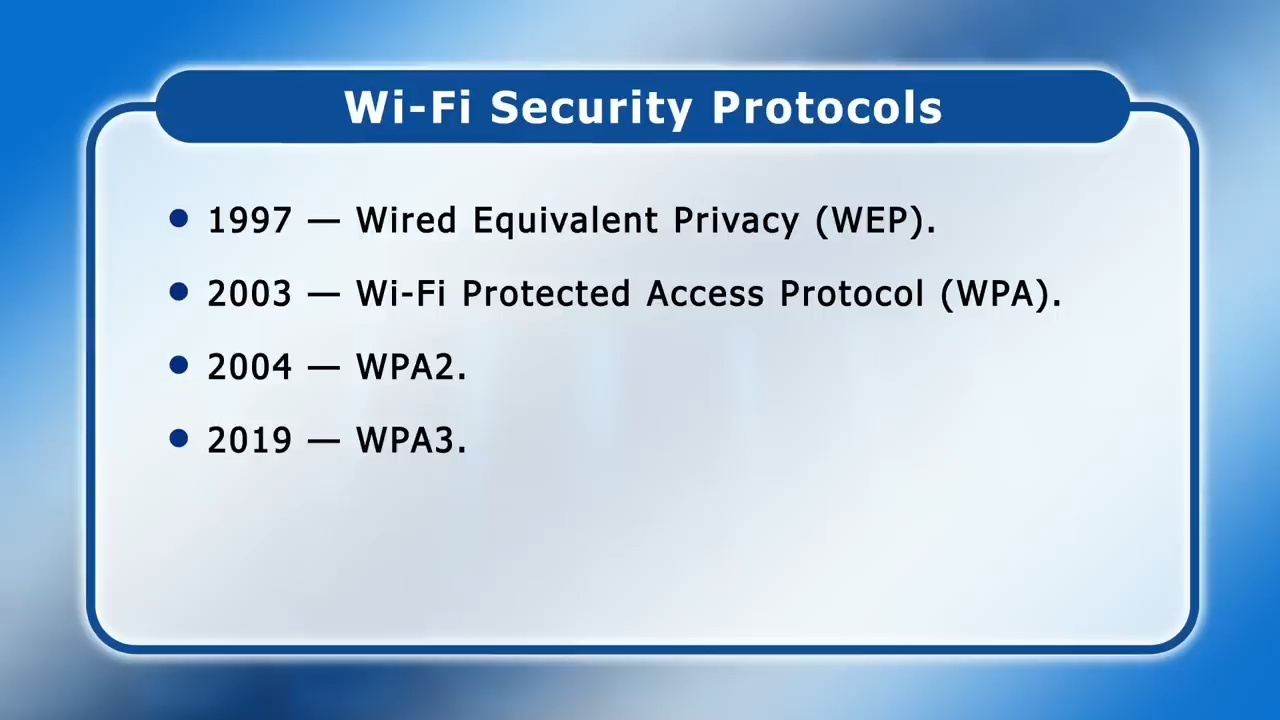 Wi-Fi Security Protocols
• 1997 — Wired Equivalent Privacy (WEP).
• 2003 — Wi-Fi Protected Access Protocol (WPA).
• 2004 — WPA2.
• 2019 — WPA3.